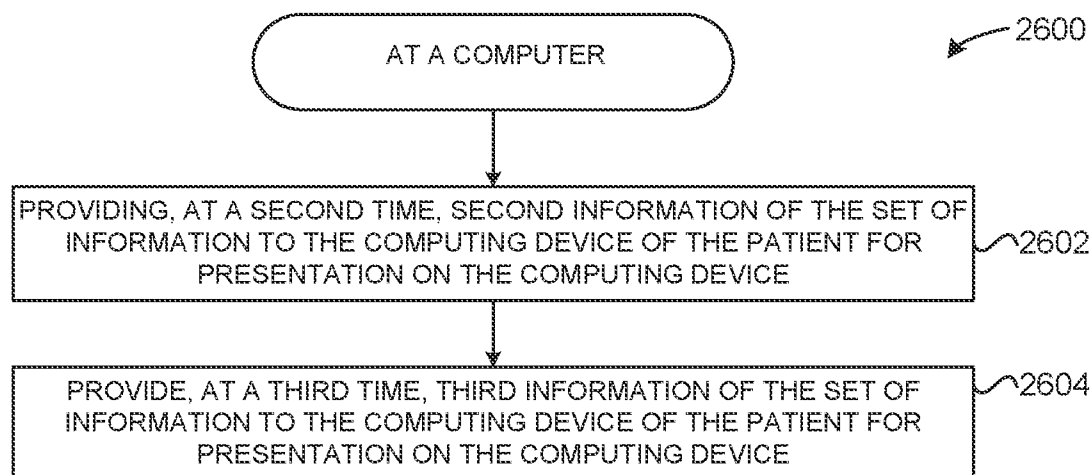 2600
AT A COMPUTER
PROVIDING, AT A SECOND TIME, SECOND INFORMATION OF THE SET OF
INFORMATION TO THE COMPUTING DEVICE OF THE PATIENT FOR
PRESENTATION ON THE COMPUTING DEVICE
2602
PROVIDE, AT A THIRD TIME, THIRD INFORMATION OF THE SET OF
INFORMATION TO THE COMPUTING DEVICE OF THE PATIENT FOR
PRESENTATION ON THE COMPUTING DEVICE
2604